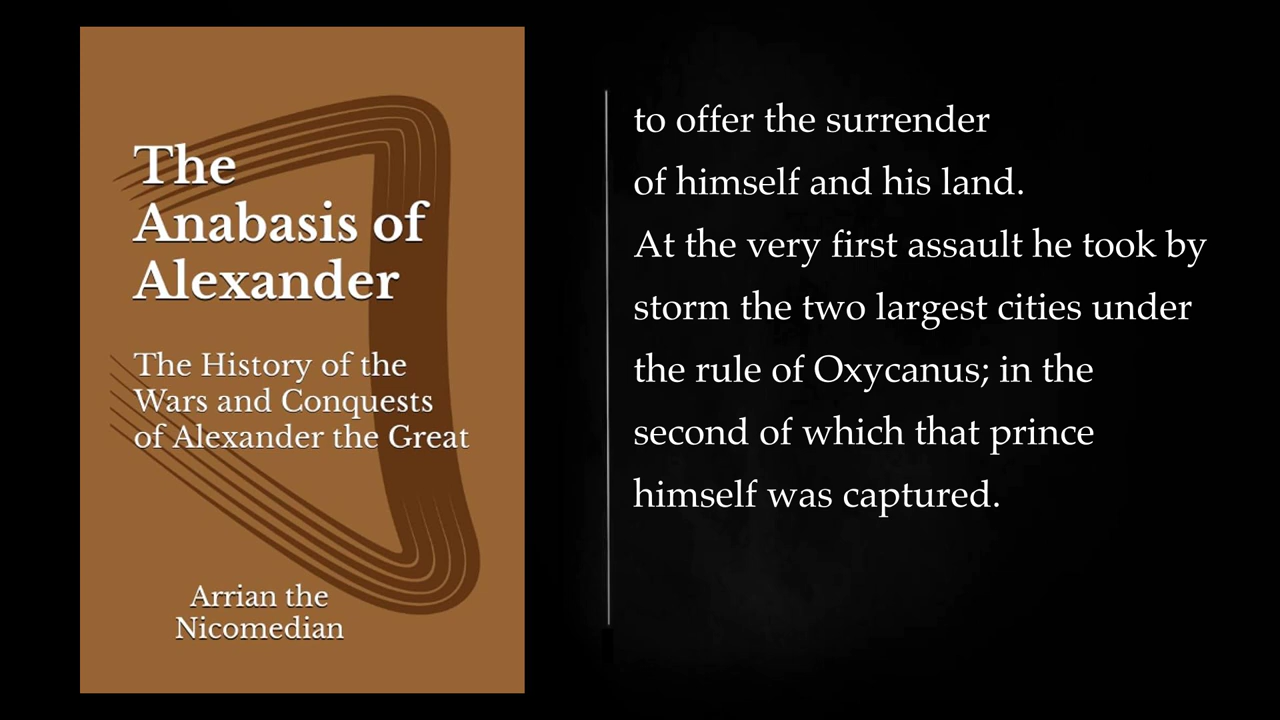 The
Anabasis of
Alexander
The History of the
Wars and Conquests
of Alexander the Great
Arrian the
Nicomedian
to offer the surrender
of himself and his land.
At the very first assault he took by
storm the two largest cities under
the rule of Oxycanus; in the
second of which that prince
himself was captured.